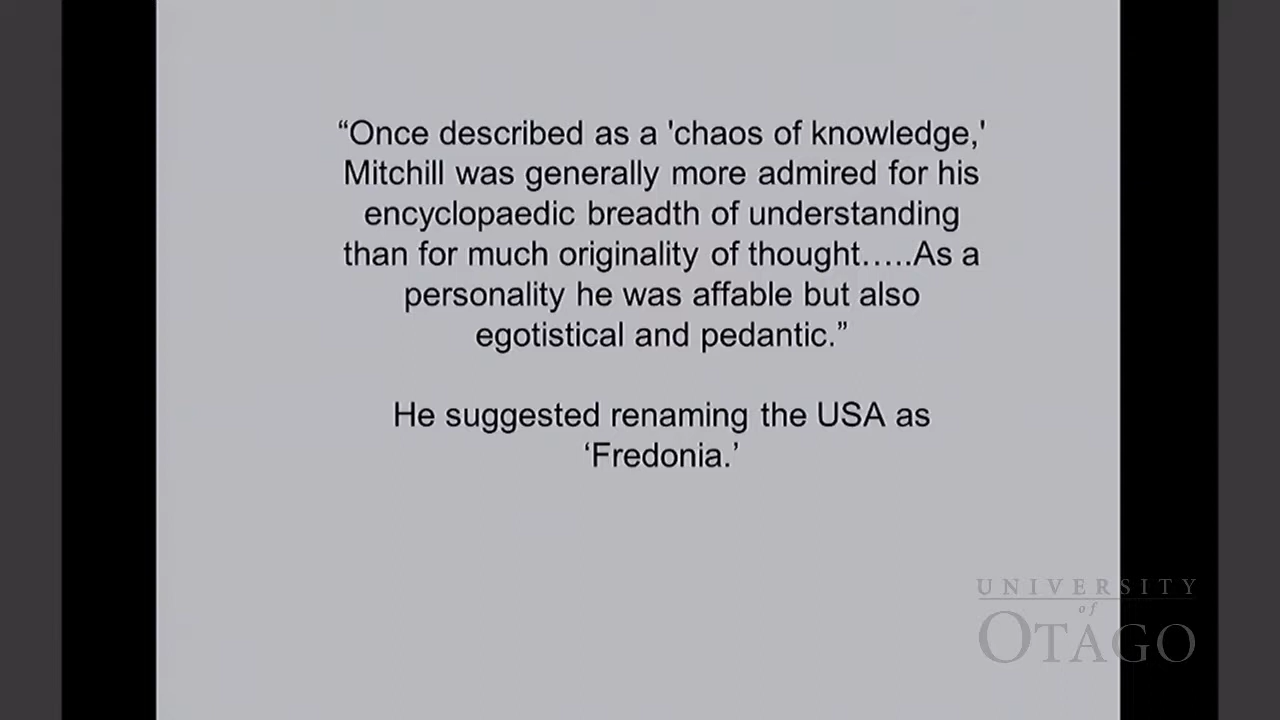 “Once described as a 'chaos of knowledge,'
Mitchill was generally more admired for his
encyclopaedic breadth of understanding
than for much originality of thought…..As a
personality he was affable but also
egotistical and pedantic.”
He suggested renaming the USA as
‘Fredonia.’
UNIVERSITY
of
OTAGO